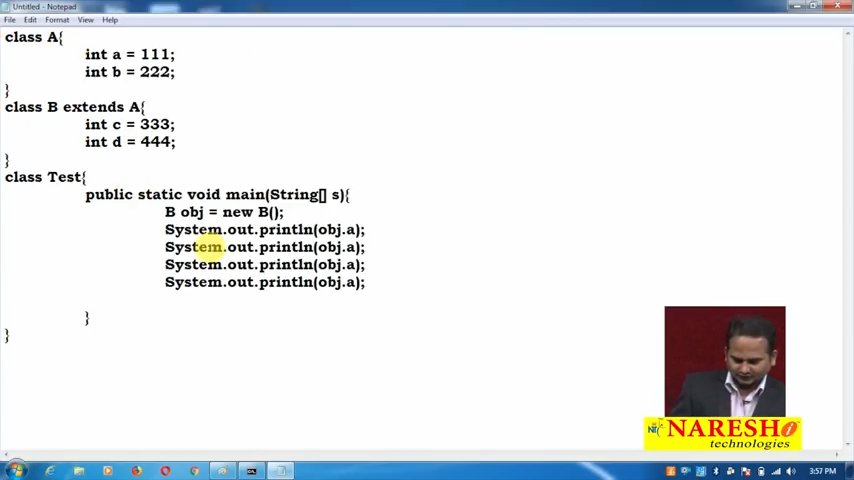 Untitled - Notepad
File Edit Format View Help
class A{
int a = 111;
int b = 222;
}
class B extends A{
int c = 333;
int d = 444;
}
class Test{
public static void main(String[] s){
B obj = new B();
System.out.println(obj.a);
System.out.println(obj.a);
System.out.println(obj.a);
System.out.println(obj.a);
}
}
NARESH i
technologies
3:57 PM